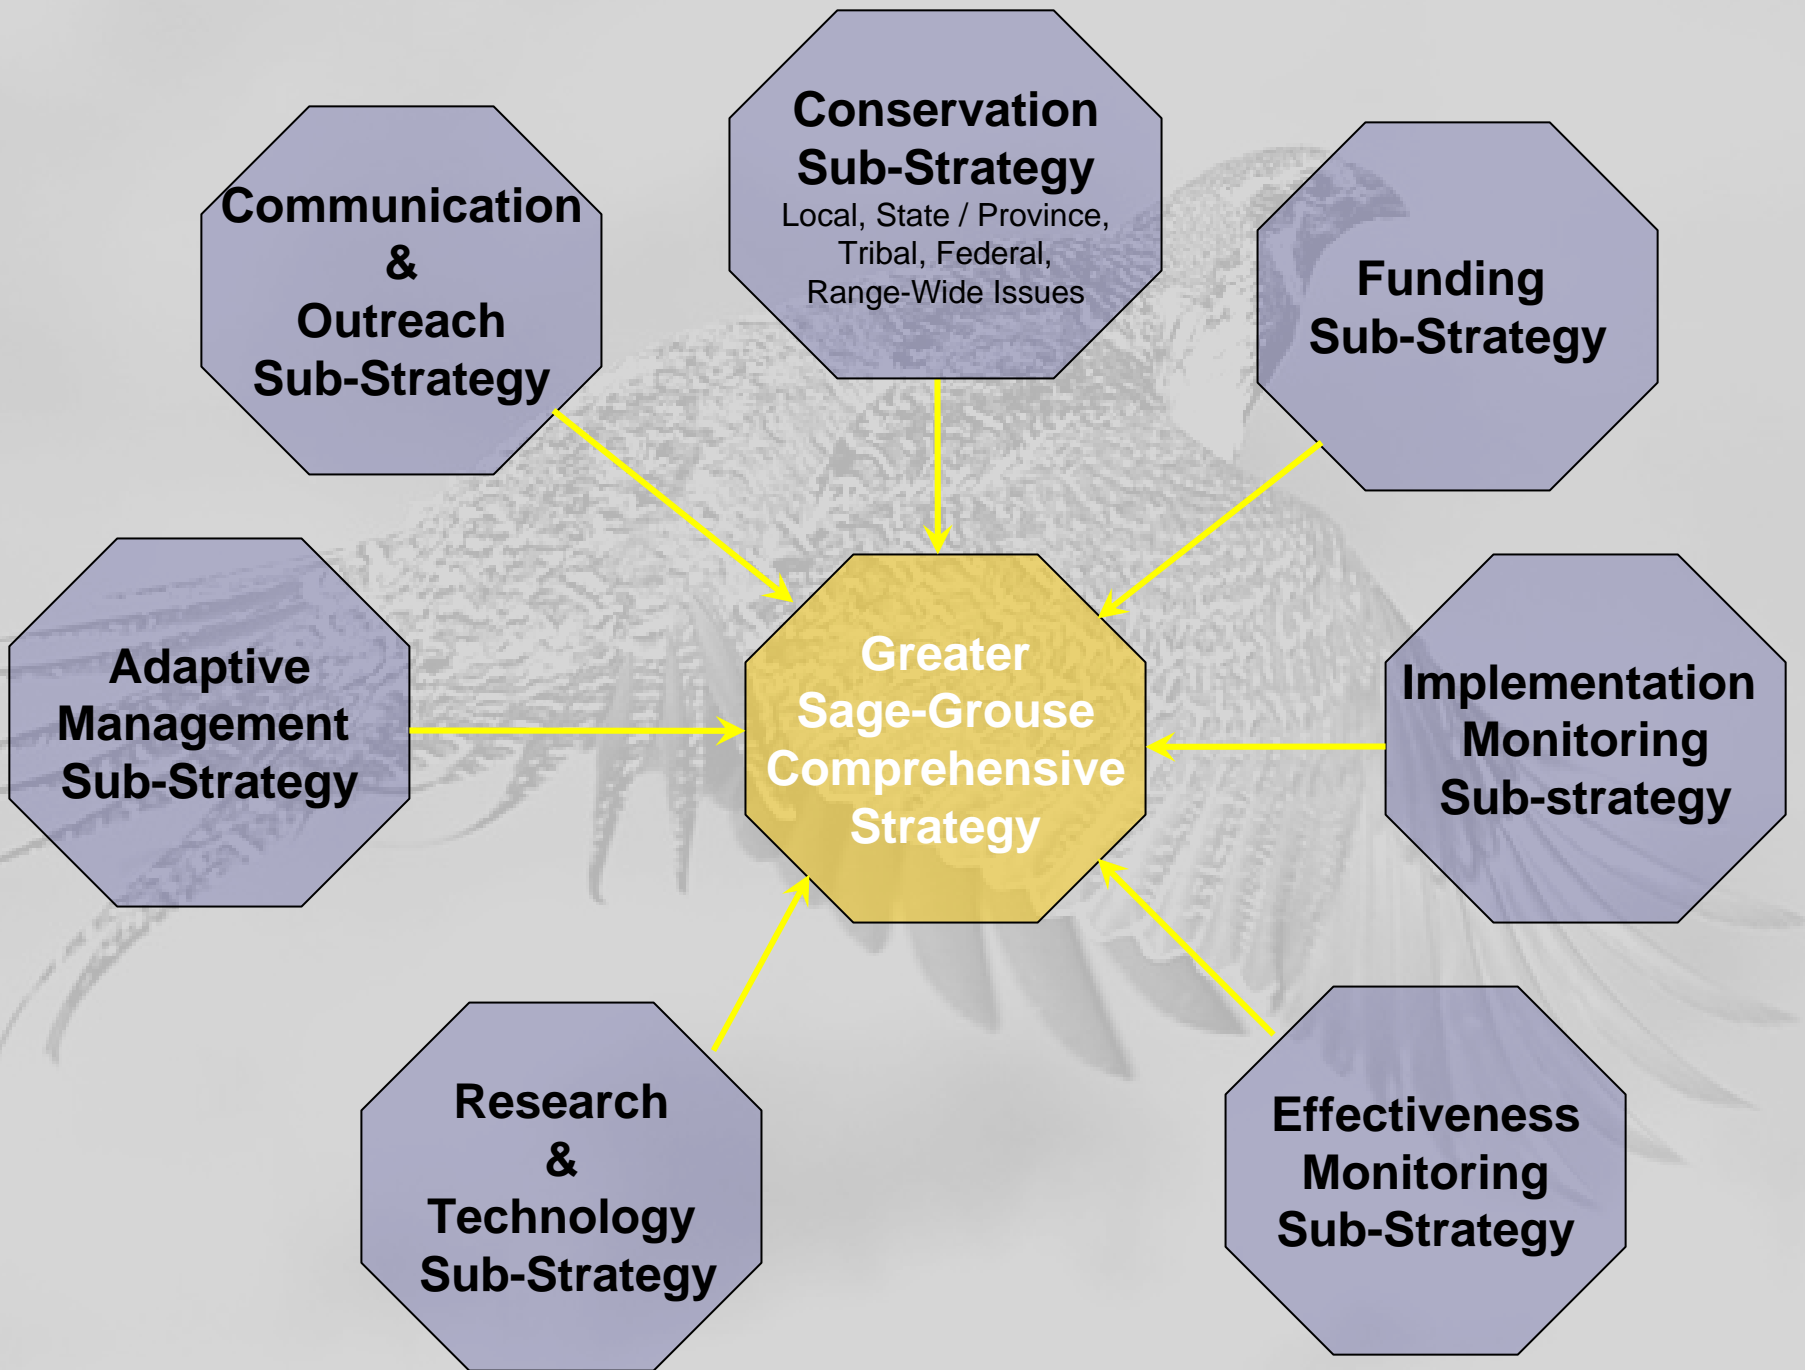 Conservation
Sub-Strategy
Local, State / Province,
Tribal, Federal,
Range-Wide Issues
Communication
&
Outreach
Sub-Strategy
Funding
Sub-Strategy
Adaptive
Management
Sub-Strategy
Greater
Sage-Grouse
Comprehensive
Strategy
Implementation
Monitoring
Sub-strategy
Research
&
Technology
Sub-Strategy
Effectiveness
Monitoring
Sub-Strategy